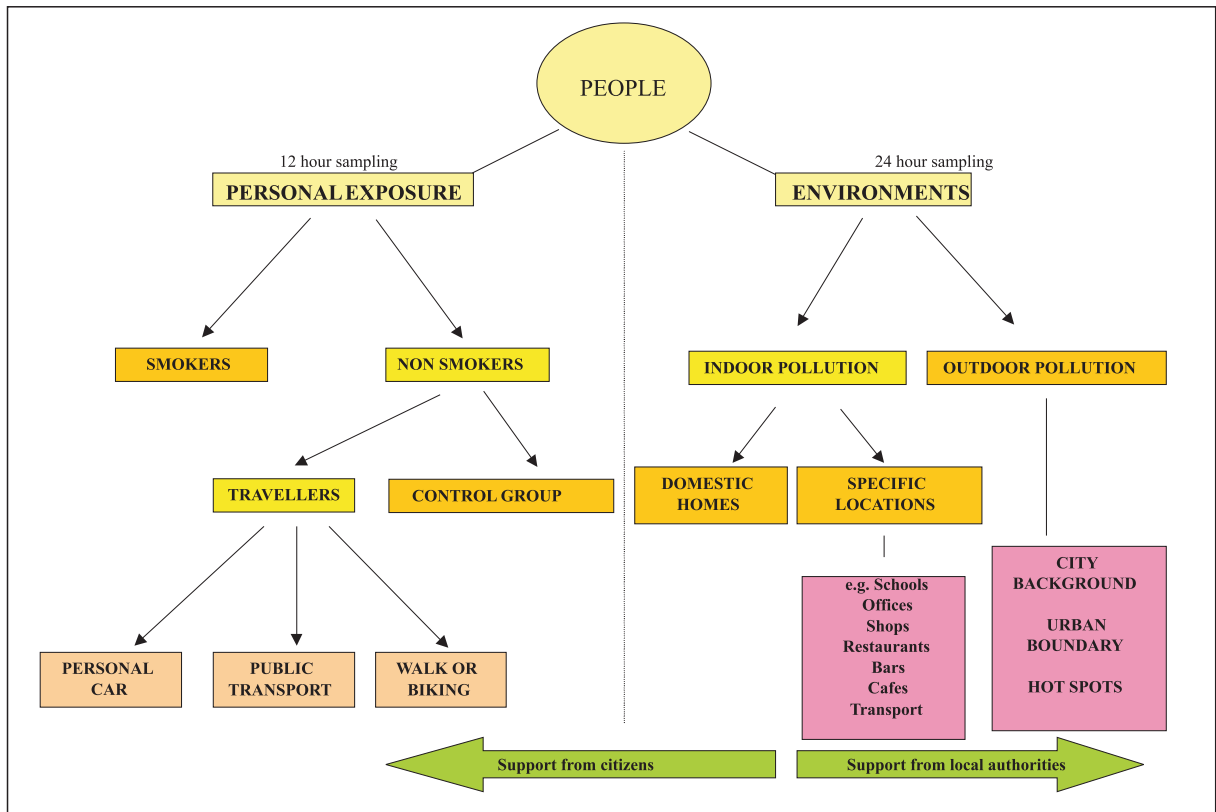 PEOPLE
12 hour sampling
PERSONAL EXPOSURE
24 hour sampling
ENVIRONMENTS
SMOKERS
NON SMOKERS
INDOOR POLLUTION
OUTDOOR POLLUTION
TRAVELLERS
CONTROL GROUP
DOMESTIC
HOMES
SPECIFIC
LOCATIONS
PERSONAL
CAR
PUBLIC
TRANSPORT
WALK OR
BIKING
e.g. Schools
Offices
Shops
Restaurants
Bars
Cafes
Transport
CITY
BACKGROUND
URBAN
BOUNDARY
HOT SPOTS
Support from citizens
Support from local authorities